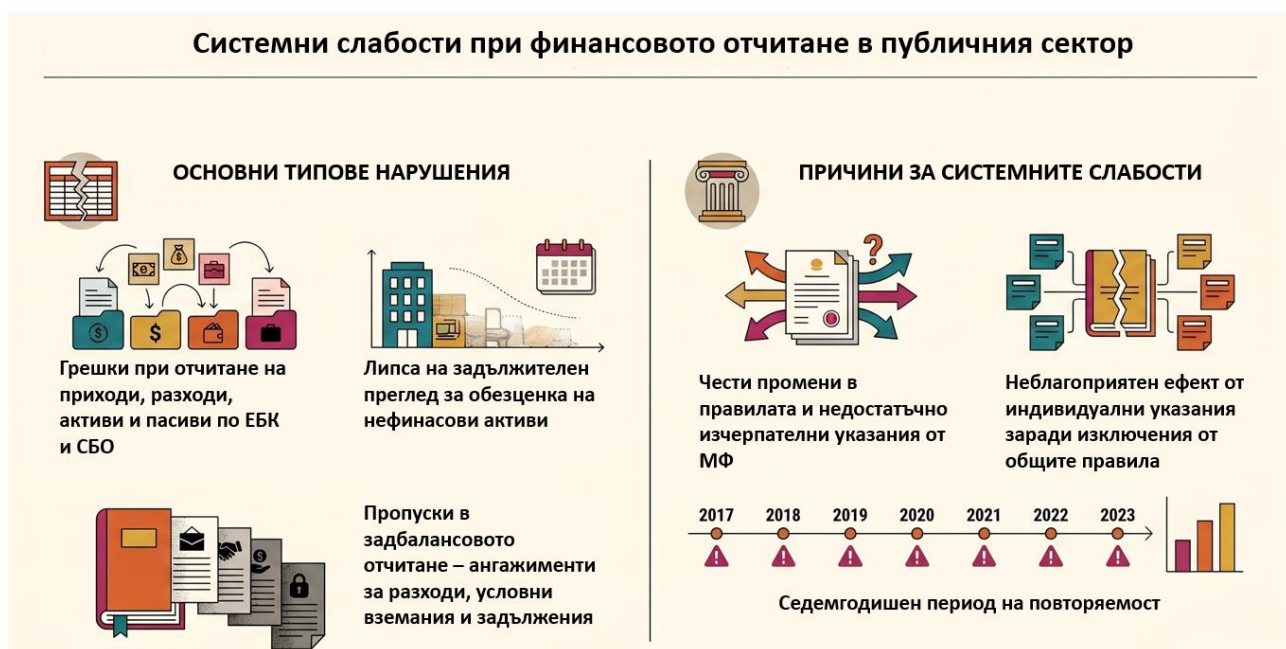 Системни слабости при финансовото отчитане в публичния сектор
ОСНОВНИ ТИПОВЕ НАРУШЕНИЯ
Грешки при отчитане на
приходи, разходи,
активи и пасиви по ЕБК
и СБО
Липса на задължителен
преглед за обезценка на
нефинасови активи
Пропуски в
задбалансовото
отчитане – ангажименти
за разходи, условни
вземания и задължения
ПРИЧИНИ ЗА СИСТЕМНИТЕ СЛАБОСТИ
Чести промени в
правилата и недостатъчно
изчерпателни указания от
МФ
Неблагоприятен ефект от
индивидуални указания
заради изключения от
общите правила
2017 2018 2019 2020 2021 2022 2023
Седемгодишен период на повторяемост